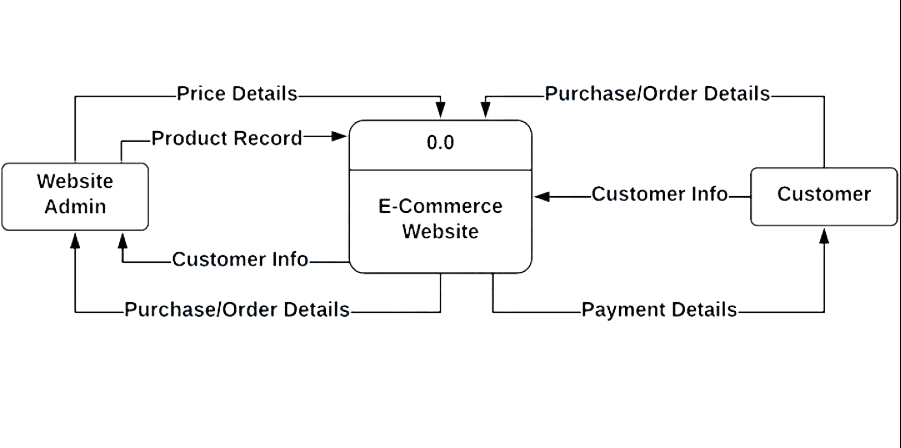 Price Details
Purchase/Order Details
Product Record
0.0
Website
Admin
E-Commerce
Website
Customer Info
Customer
Customer Info
Purchase/Order Details
Payment Details